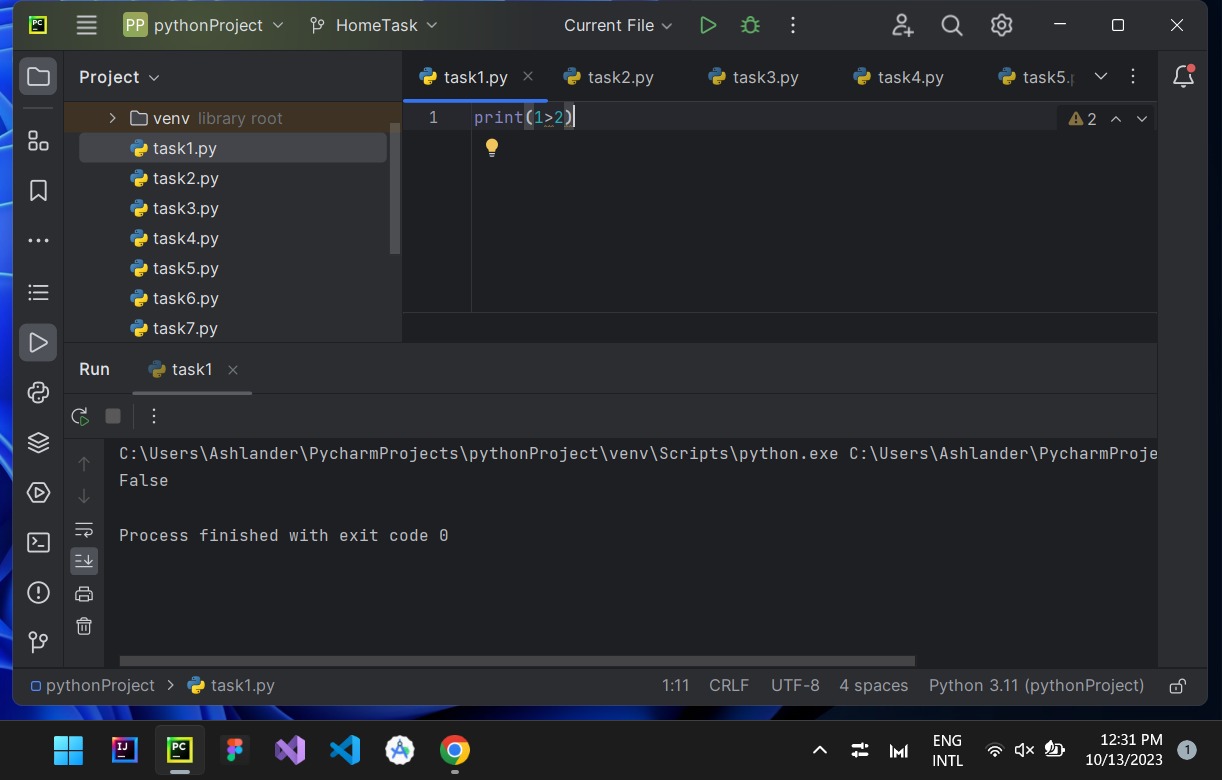 PC
PP pythonProject
HomeTask
Current File
Project
task1.py
task2.py
task3.py
task4.py
task5.p
venv library root
task1.py
task2.py
task3.py
task4.py
task5.py
task6.py
task7.py
1 print(1>2)
2
Run
task1
C:\Users\Ashlander\PycharmProjects\pythonProject\venv\Scripts\python.exe C:\Users\Ashlander\PycharmProje
False
Process finished with exit code 0
pythonProject > task1.py
1:11 CRLF UTF-8 4 spaces Python 3.11 (pythonProject)
IJ
PC
ENG
INTL
12:31 PM
10/13/2023
1